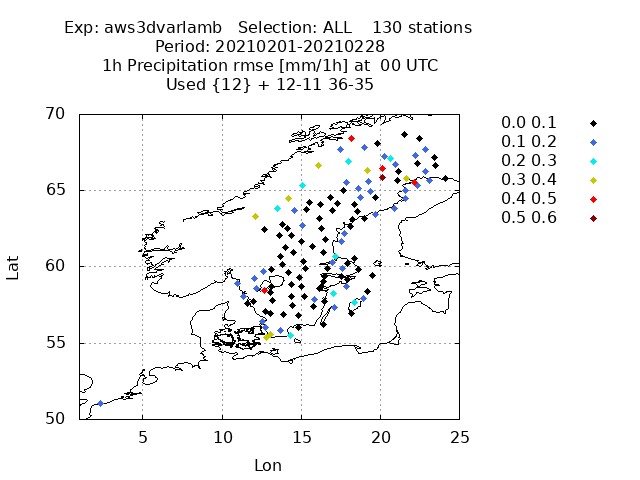 Exp: aws3dvarlamb   Selection: ALL    130 stations
Period: 20210201-20210228
1h Precipitation rmse [mm/1h] at  00 UTC
Used {12} + 12-11 36-35
70
65
60
55
50
Lat
5 10 15 20 25
Lon
0.0 0.1
0.1 0.2
0.2 0.3
0.3 0.4
0.4 0.5
0.5 0.6